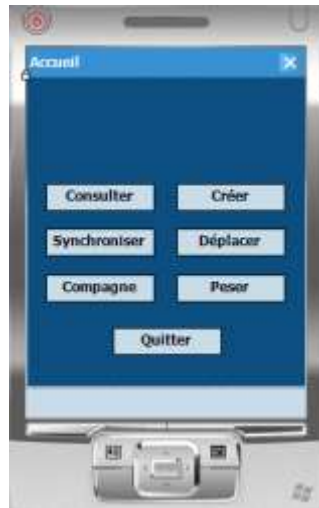 Accueil
Consulter Créer
Synchroniser Déplacer
Compagne Peser
Quitter